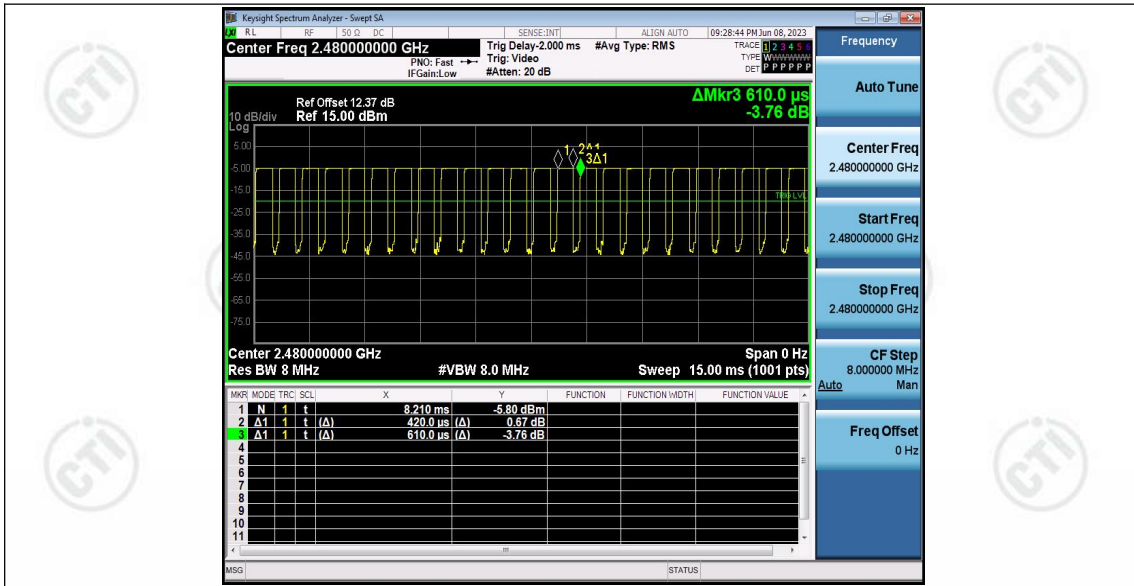 Keysight Spectrum Analyzer - Swept SA
LXI RL RF 50 Ω DC SENSE:INT ALIGN AUTO 09:28:44 PM Jun 08, 2023
Center Freq 2.480000000 GHz Trig Delay-2.000 ms #Avg Type: RMS TRACE 1 2 3 4 5 6
PNO: Fast Trig: Video TYPE WWWWWW
IFGain:Low #Atten: 20 dB DET P P P P P P
ΔMkr3 610.0 µs
-3.76 dB
Ref Offset 12.37 dB
10 dB/div Ref 15.00 dBm
Log
5.00
-5.00
-15.0
-25.0
-35.0
-45.0
-55.0
-65.0
-75.0
1 2Δ1
3Δ1
TRIG LVL
Center 2.480000000 GHz Span 0 Hz
Res BW 8 MHz #VBW 8.0 MHz Sweep 15.00 ms (1001 pts)
MKR MODE TRC SCL X Y FUNCTION FUNCTION WIDTH FUNCTION VALUE
1 N 1 t 8.210 ms -5.80 dBm
2 Δ1 1 t (Δ) 420.0 µs (Δ) 0.67 dB
3 Δ1 1 t (Δ) 610.0 µs (Δ) -3.76 dB
4
5
6
7
8
9
10
11
MSG STATUS
Frequency
Auto Tune
Center Freq
2.480000000 GHz
Start Freq
2.480000000 GHz
Stop Freq
2.480000000 GHz
CF Step
8.000000 MHz
Auto Man
Freq Offset
0 Hz
CTI
CTI
CTI
CTI